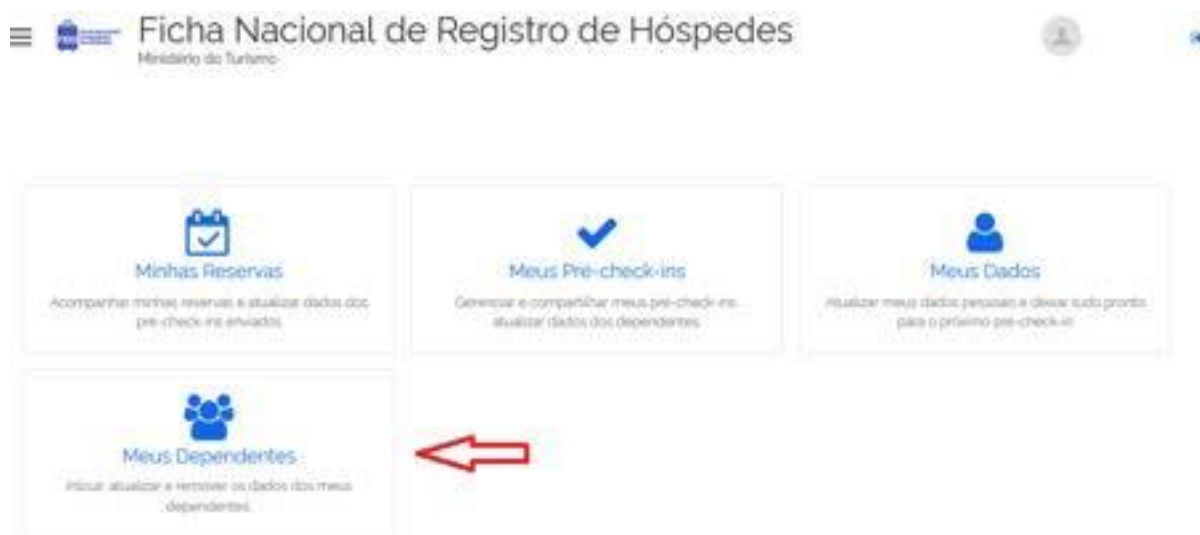 Ficha Nacional de Registro de Hóspedes
Ministério do Turismo
Minhas Reservas
Acompanhar minhas reservas e atualizar dados dos
pré-check-ins enviados.
Meus Pré-check-ins
Gerenciar e compartilhar meus pré-check-ins,
atualizar dados dos dependentes.
Meus Dados
Atualizar meus dados pessoais e deixar tudo pronto
para o próximo pré-check-in
Meus Dependentes
Incluir, atualizar e remover os dados dos meus
dependentes.